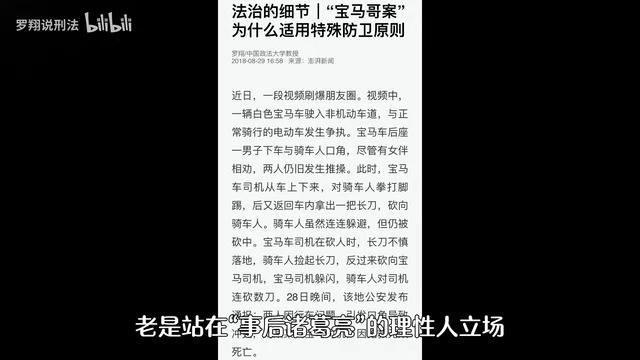 罗翔说刑法 bilibili
法治的细节｜“宝马哥案”
为什么适用特殊防卫原则
罗翔/中国政法大学教授
2018-08-29 16:58 来源：澎湃新闻
近日，一段视频刷爆朋友圈。视频中，
一辆白色宝马车驶入非机动车道，与正
常骑行的电动车发生争执。宝马车后座
一男子下车与骑车人口角，尽管有女伴
相劝，两人仍旧发生推搡。此时，宝马
车司机从车上下来，对骑车人拳打脚
踢，后又返回车内拿出一把长刀，砍向
骑车人。骑车人虽然连连躲避，但仍被
砍中。宝马车司机在砍人时，长刀不慎
落地，骑车人捡起长刀，反过来砍向宝
马司机，宝马司机躲闪，骑车人对司机
连砍数刀。28日晚间，该地公安发布
老是站在“事后诸葛亮”的理性人立场
死亡。